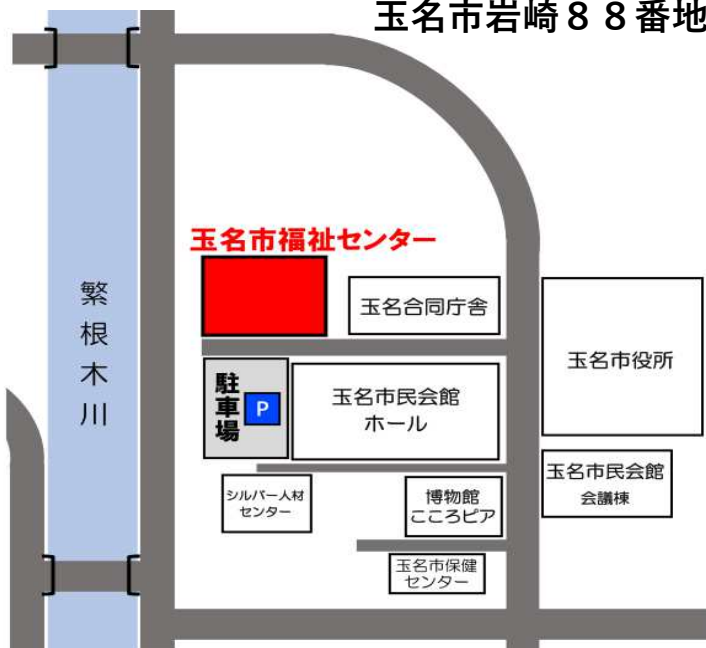 玉名市岩崎８８番地
玉名市福祉センター
玉名合同庁舎
繁根木川
玉名市役所
駐車場
P
玉名市民会館
ホール
玉名市民会館
会議棟
シルバー人材
センター
博物館
こころピア
玉名市保健
センター